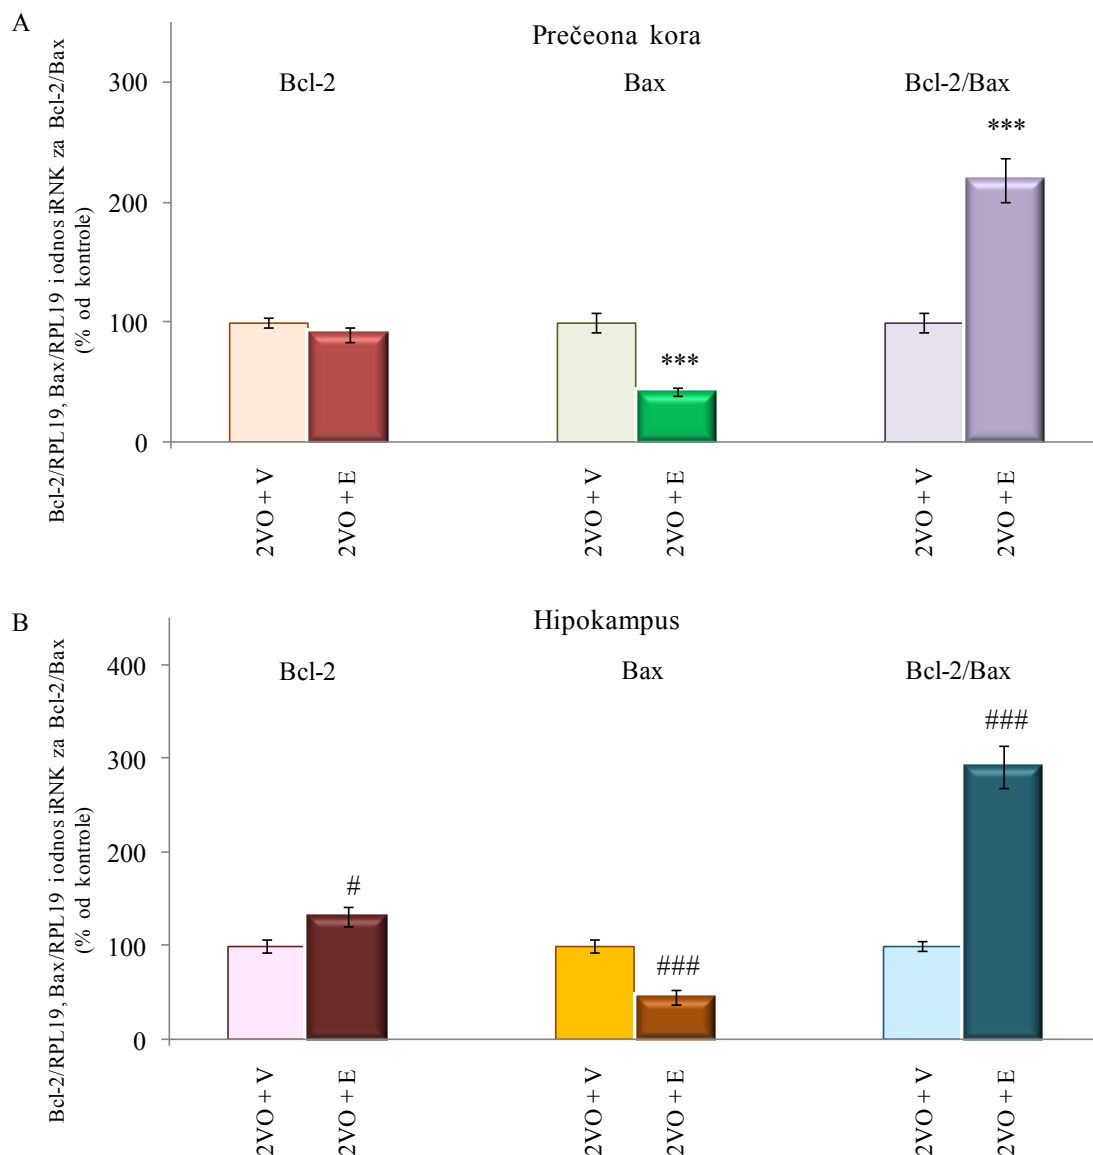 A
Prečeona kora
Bcl-2
Bax
Bcl-2/Bax
Bcl-2/RPL19, Bax/RPL19 i odnos iRNK za Bcl-2/Bax
(% od kontrole)
300
200
100
0
***
***
2VO + V
2VO + E
2VO + V
2VO + E
2VO + V
2VO + E
B
Hipokampus
Bcl-2
Bax
Bcl-2/Bax
Bcl-2/RPL19, Bax/RPL19 i odnos iRNK za Bcl-2/Bax
(% od kontrole)
400
300
200
100
0
#
###
###
2VO + V
2VO + E
2VO + V
2VO + E
2VO + V
2VO + E